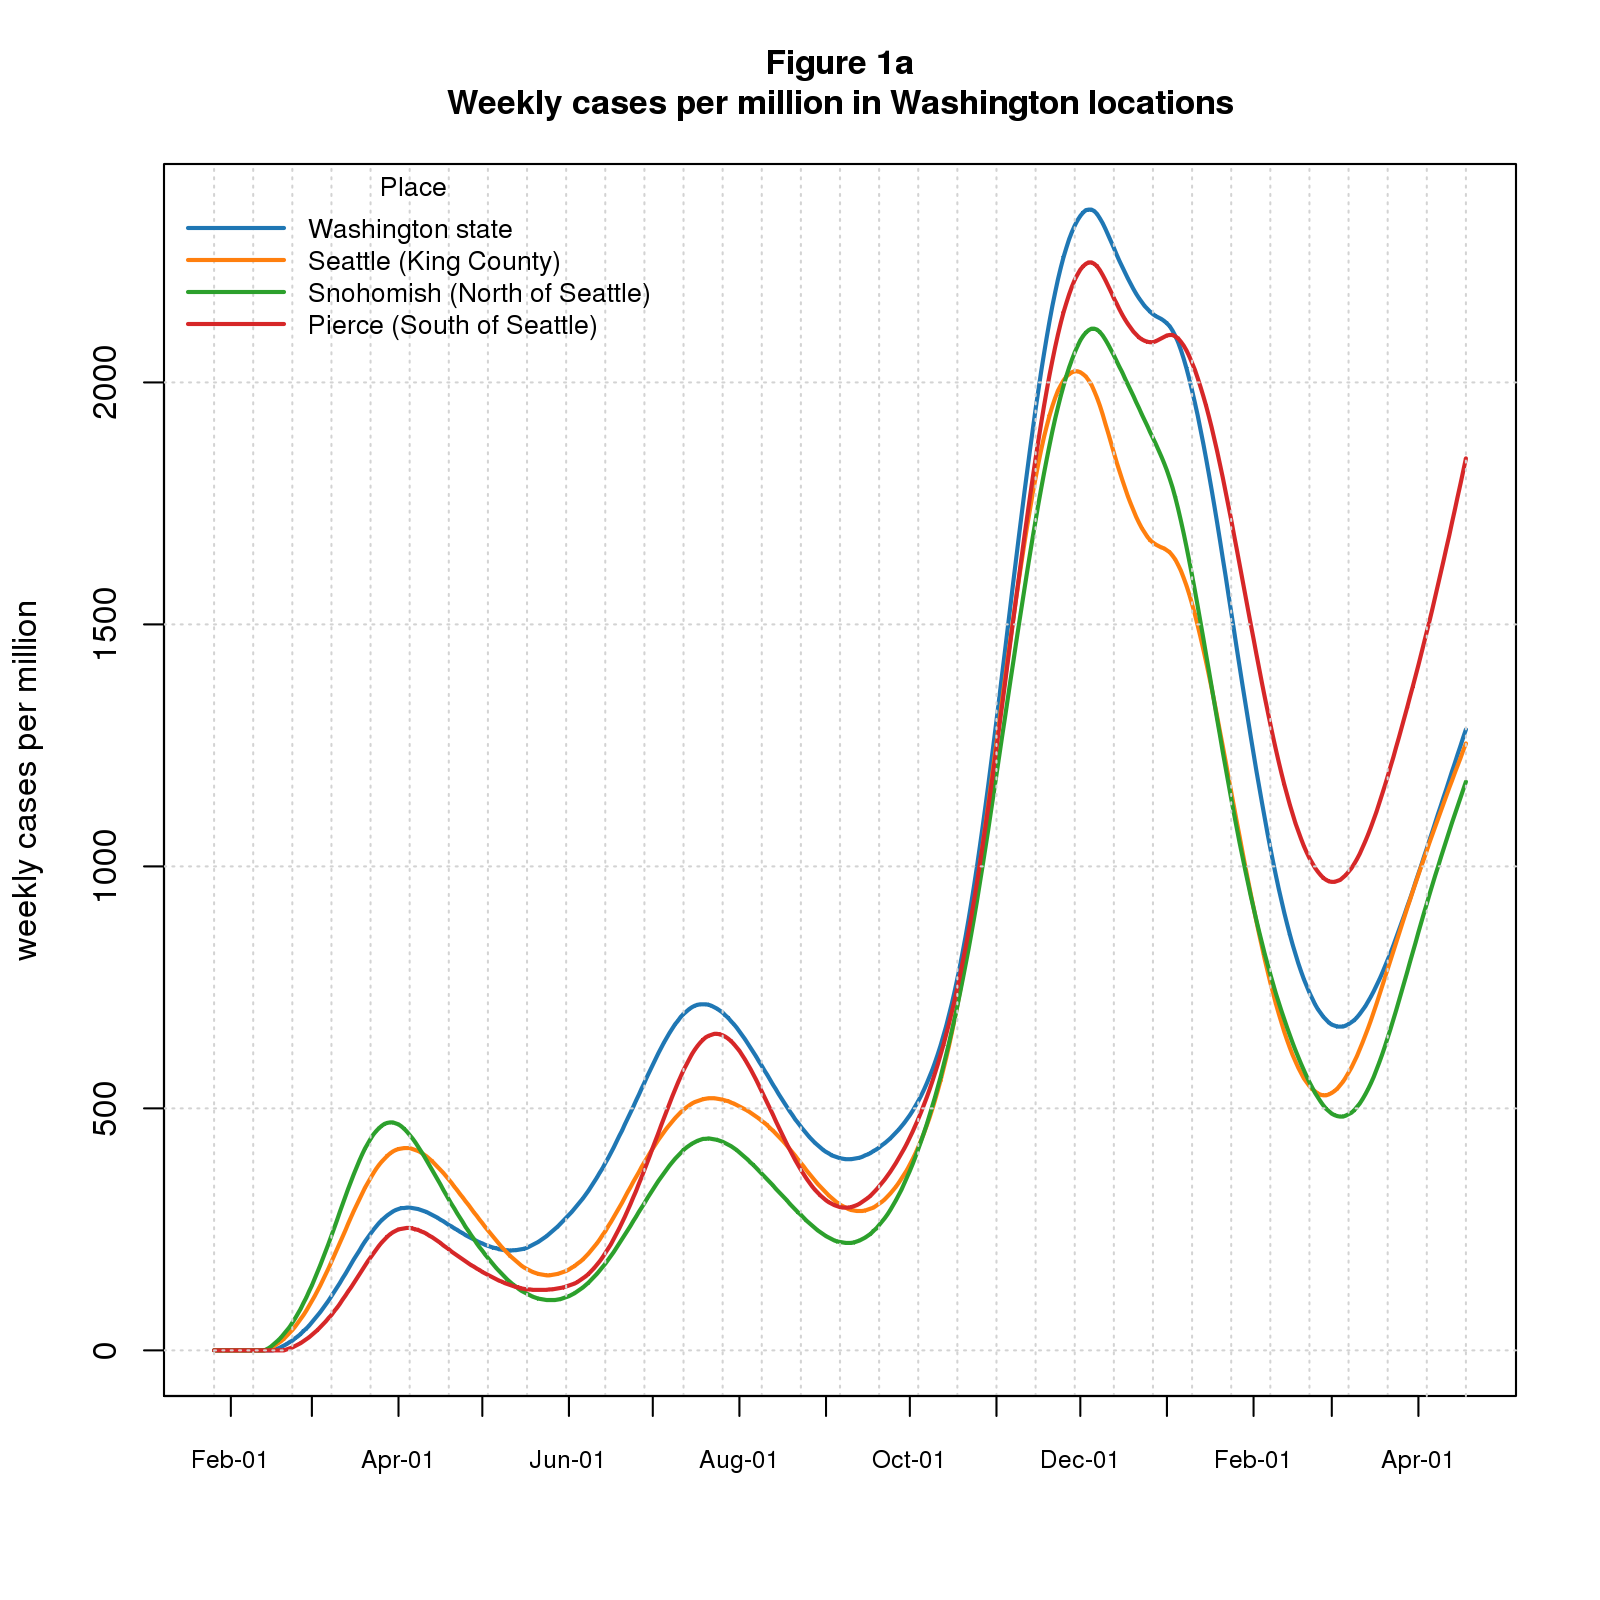 Figure 1a
Weekly cases per million in Washington locations
Place
Washington state
Seattle (King County)
Snohomish (North of Seattle)
Pierce (South of Seattle)
weekly cases per million
2000
1500
1000
500
0
Feb-01 Apr-01 Jun-01 Aug-01 Oct-01 Dec-01 Feb-01 Apr-01